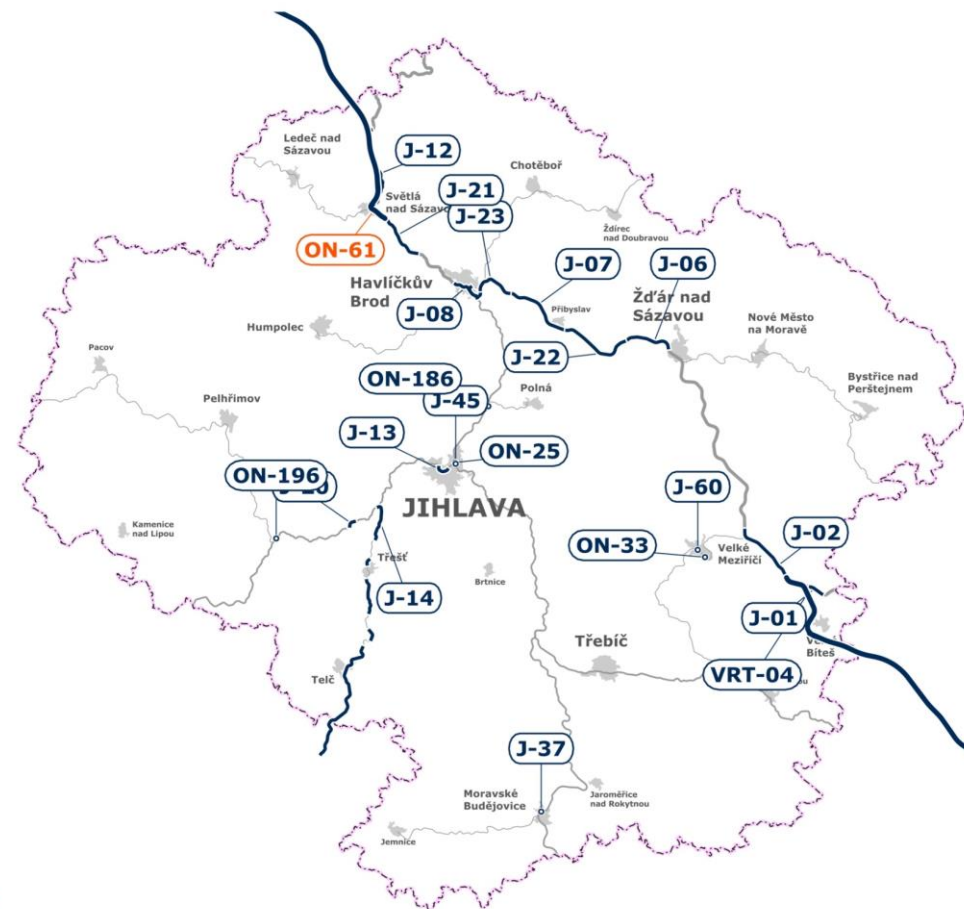 Ledeč nad
Sázavou
J-12
Chotěboř
J-21
Světlá
nad Sázavo
J-23
Ždírec
nad Doubravou
ON-61
J-07
J-06
Havlíčkův
Brod
Žďár nad
Sázavou
J-08
Přibyslav
Nové Město
na Moravě
Humpolec
Pacov
J-22
ON-186
Polná
Bystřice nad
Perštejnem
Pelhřimov
J-45
J-13
ON-25
ON-196
J-60
JIHLAVA
Kamenice
nad Lipou
ON-33
Velké
Meziříčí
J-02
Třešť
Brtnice
J-14
J-01
Třebíč
Bíteš
Telč
VRT-04
ou
J-37
Moravské
Budějovice
Jaroměřice
nad Rokytnou
Jemnice